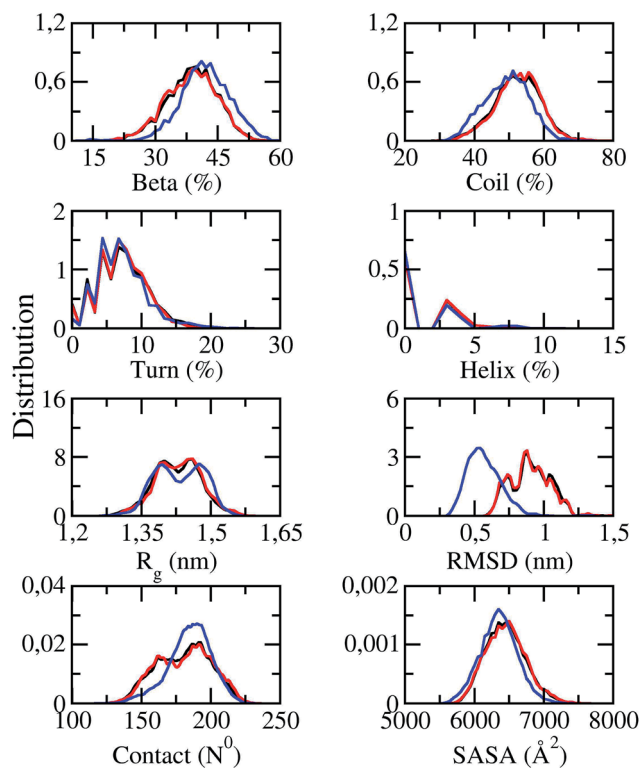 1,2
0,6
0
15 30 45 60
Beta (%)
1,2
0,6
0
20 40 60 80
Coil (%)
2
1
0
0 10 20 30
Turn (%)
1
0,5
0
0 5 10 15
Helix (%)
Distribution
16
8
0
1,2 1,35 1,5 1,65
Rg (nm)
6
3
0
0 0,5 1 1,5
RMSD (nm)
0,04
0,02
0
100 150 200 250
Contact (N⁰)
0,002
0,001
0
5000 6000 7000 8000
SASA (Å²)